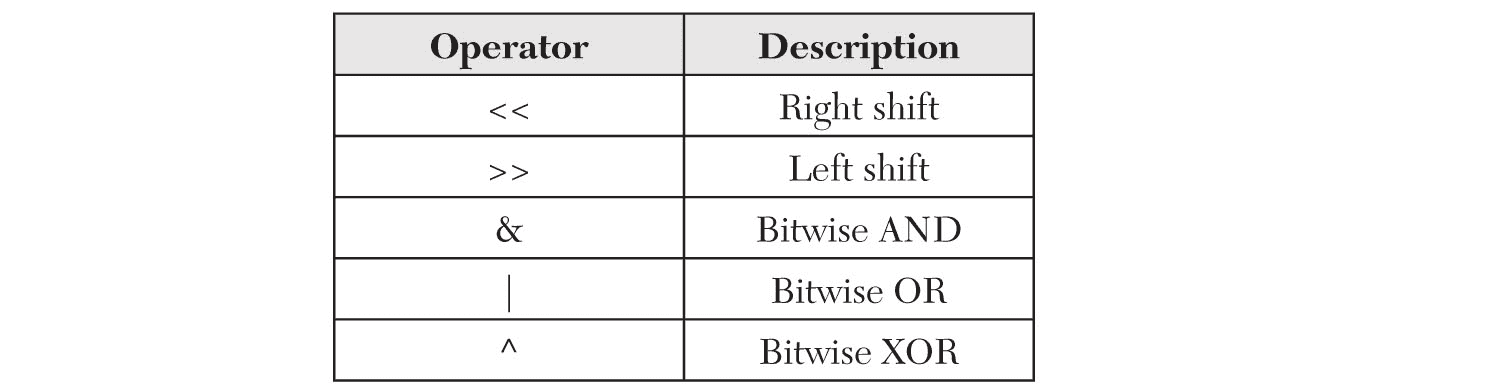 Operator Description
<< Right shift
>> Left shift
& Bitwise AND
| Bitwise OR
^ Bitwise XOR